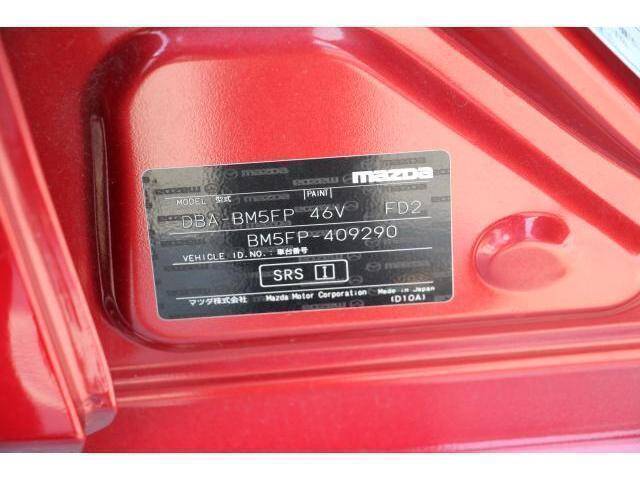 mazda
MODEL 型式 PAINT
DBA-BM5FP 46V FD2
BM5FP-409290
VEHICLE ID.NO.:車台番号
SRS I
マツダ株式会社 Mazda Motor Corporation Made in Japan
(D10A)